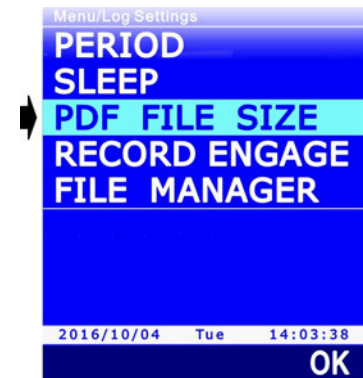 Menu/Log Settings
PERIOD
SLEEP
PDF FILE SIZE
RECORD ENGAGE
FILE MANAGER
2016/10/04 Tue 14:03:38
OK